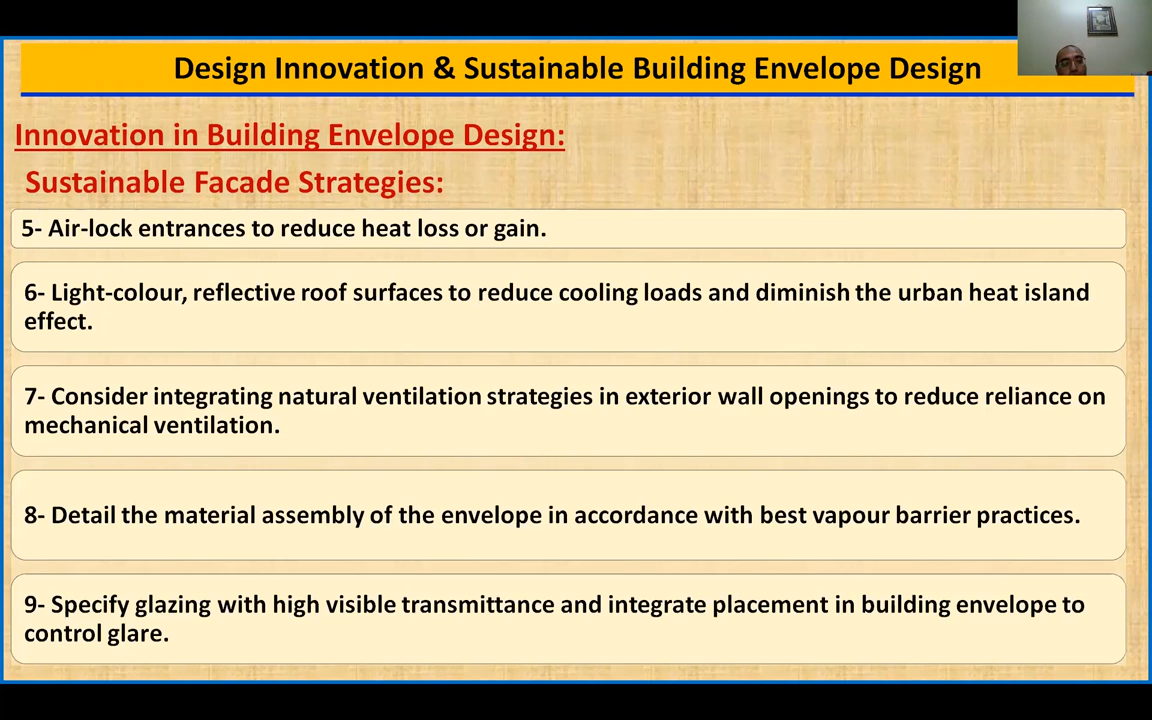 Design Innovation & Sustainable Building Envelope Design
Innovation in Building Envelope Design:
Sustainable Facade Strategies:
5- Air-lock entrances to reduce heat loss or gain.
6- Light-colour, reflective roof surfaces to reduce cooling loads and diminish the urban heat island
effect.
7- Consider integrating natural ventilation strategies in exterior wall openings to reduce reliance on
mechanical ventilation.
8- Detail the material assembly of the envelope in accordance with best vapour barrier practices.
9- Specify glazing with high visible transmittance and integrate placement in building envelope to
control glare.